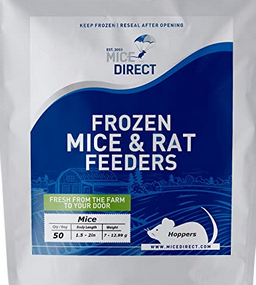 KEEP FROZEN | RESEAL AFTER OPENING
EST. 2003
MICE
DIRECT
FROZEN
MICE & RAT
FEEDERS
FRESH FROM THE FARM
TO YOUR DOOR
Mice
Qty / Bag Body Length Weight
50 1.5 - 2in 7 - 12.99 g
Hoppers
WWW.MICEDIRECT.COM